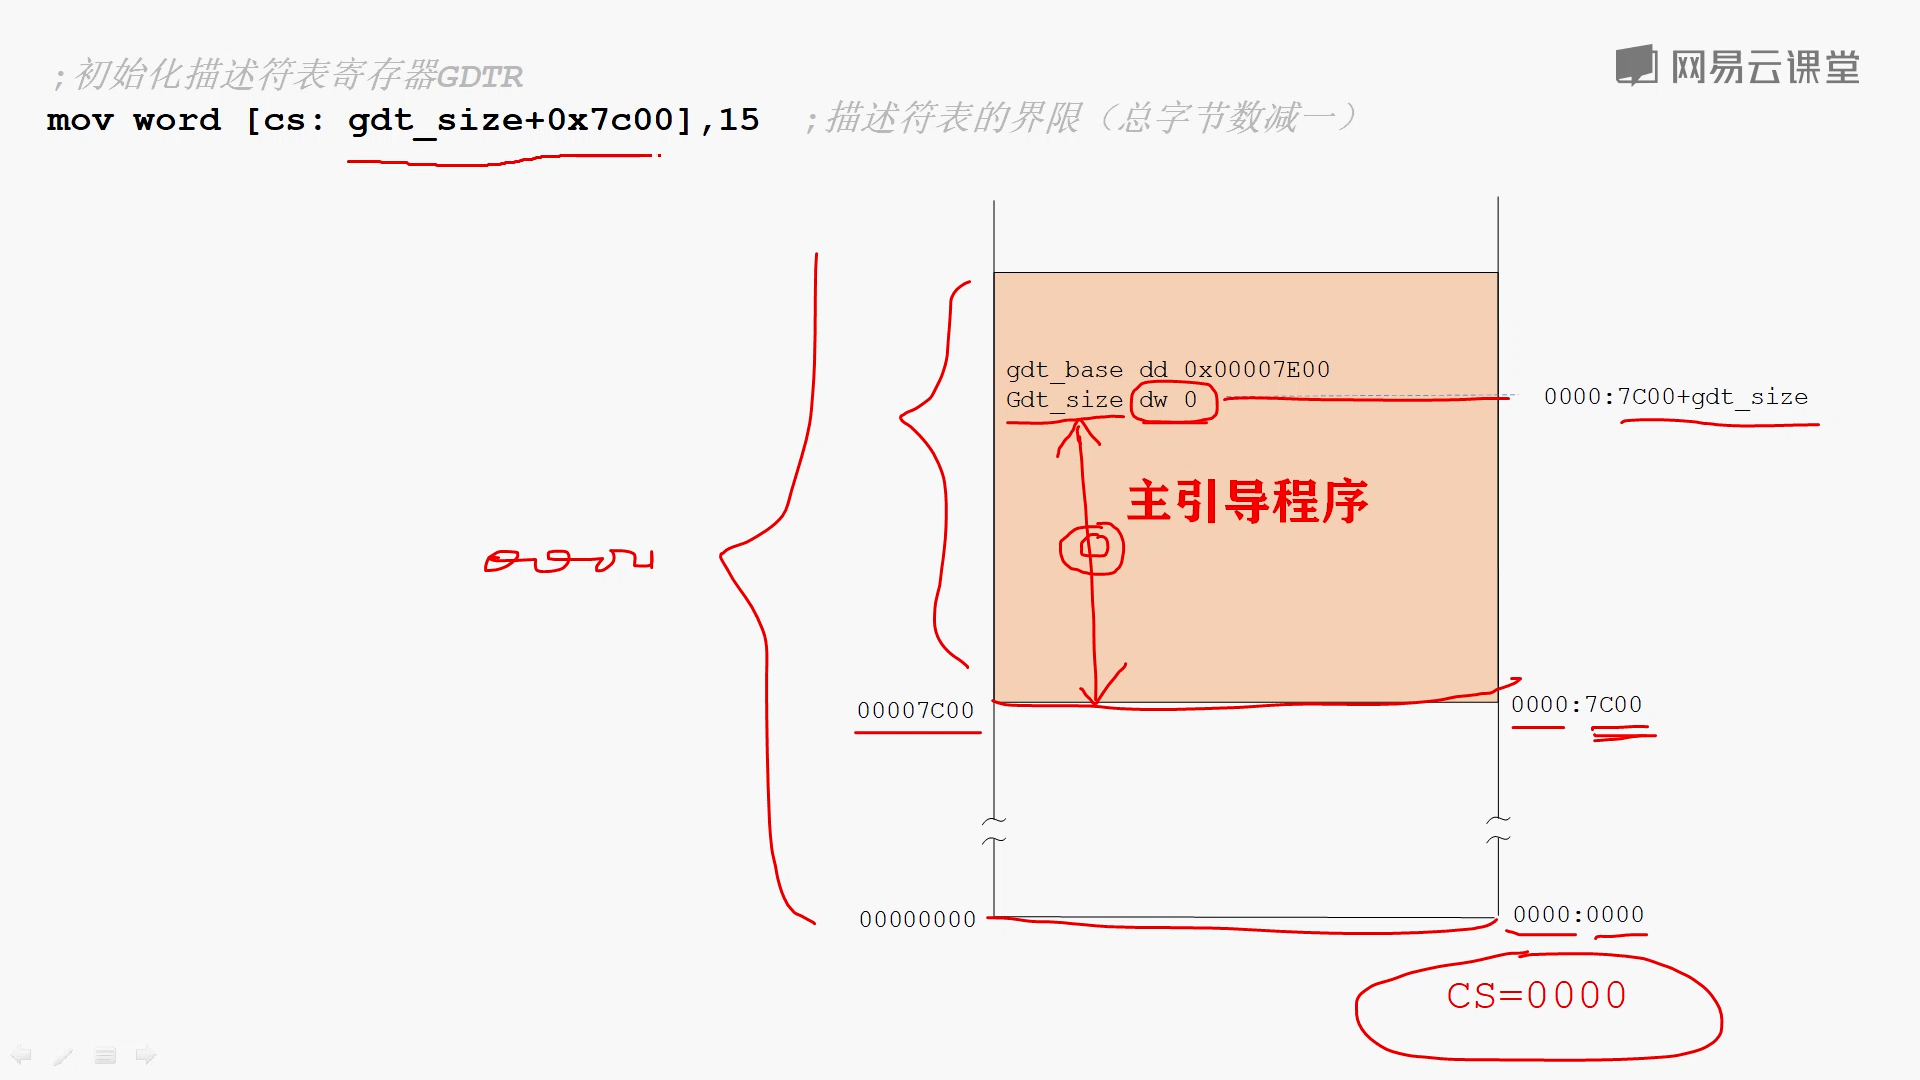 ;初始化描述符表寄存器GDTR
网易云课堂
mov word [cs: gdt_size+0x7c00],15 ;描述符表的界限（总字节数减一）
gdt_base dd 0x00007E00
Gdt_size dw 0
0000:7C00+gdt_size
主引导程序
00007C00
0000:7C00
00000000
0000:0000
CS=0000